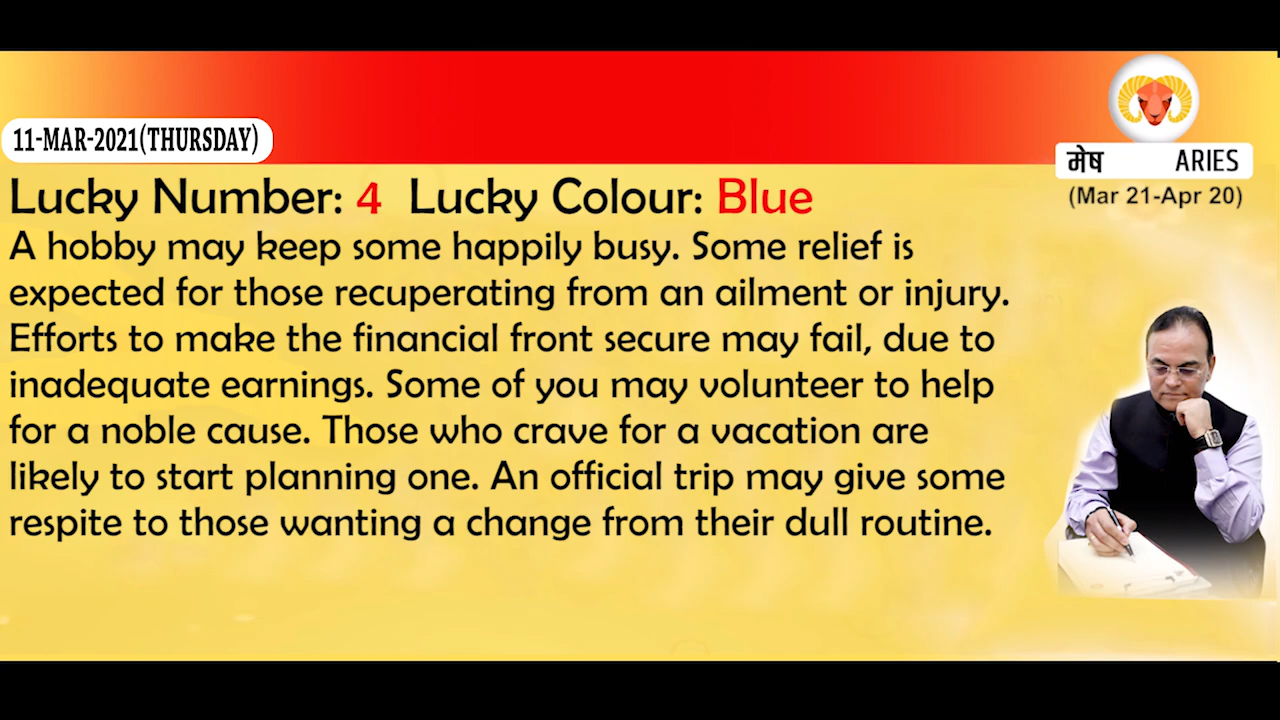 11-MAR-2021(THURSDAY)
मेष ARIES
(Mar 21-Apr 20)
Lucky Number: 4 Lucky Colour: Blue
A hobby may keep some happily busy. Some relief is
expected for those recuperating from an ailment or injury.
Efforts to make the financial front secure may fail, due to
inadequate earnings. Some of you may volunteer to help
for a noble cause. Those who crave for a vacation are
likely to start planning one. An official trip may give some
respite to those wanting a change from their dull routine.